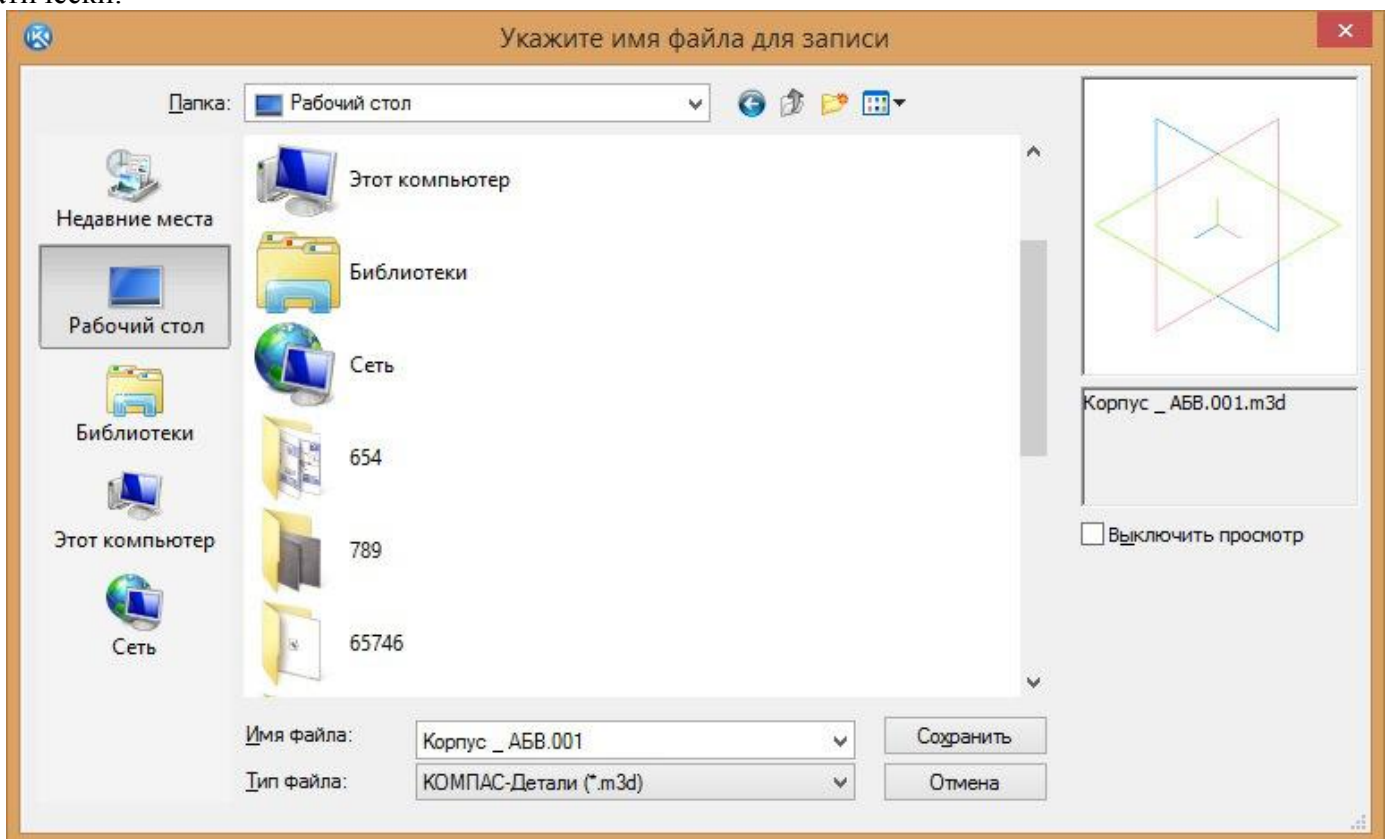 Укажите имя файла для записи
Папка: Рабочий стол
Недавние места
Рабочий стол
Библиотеки
Этот компьютер
Сеть
Этот компьютер
Библиотеки
Сеть
654
789
65746
Имя файла: Корпус _ АБВ.001
Сохранить
Тип файла: КОМПАС-Детали (*.m3d)
Отмена
Корпус _ АБВ.001.m3d
Выключить просмотр